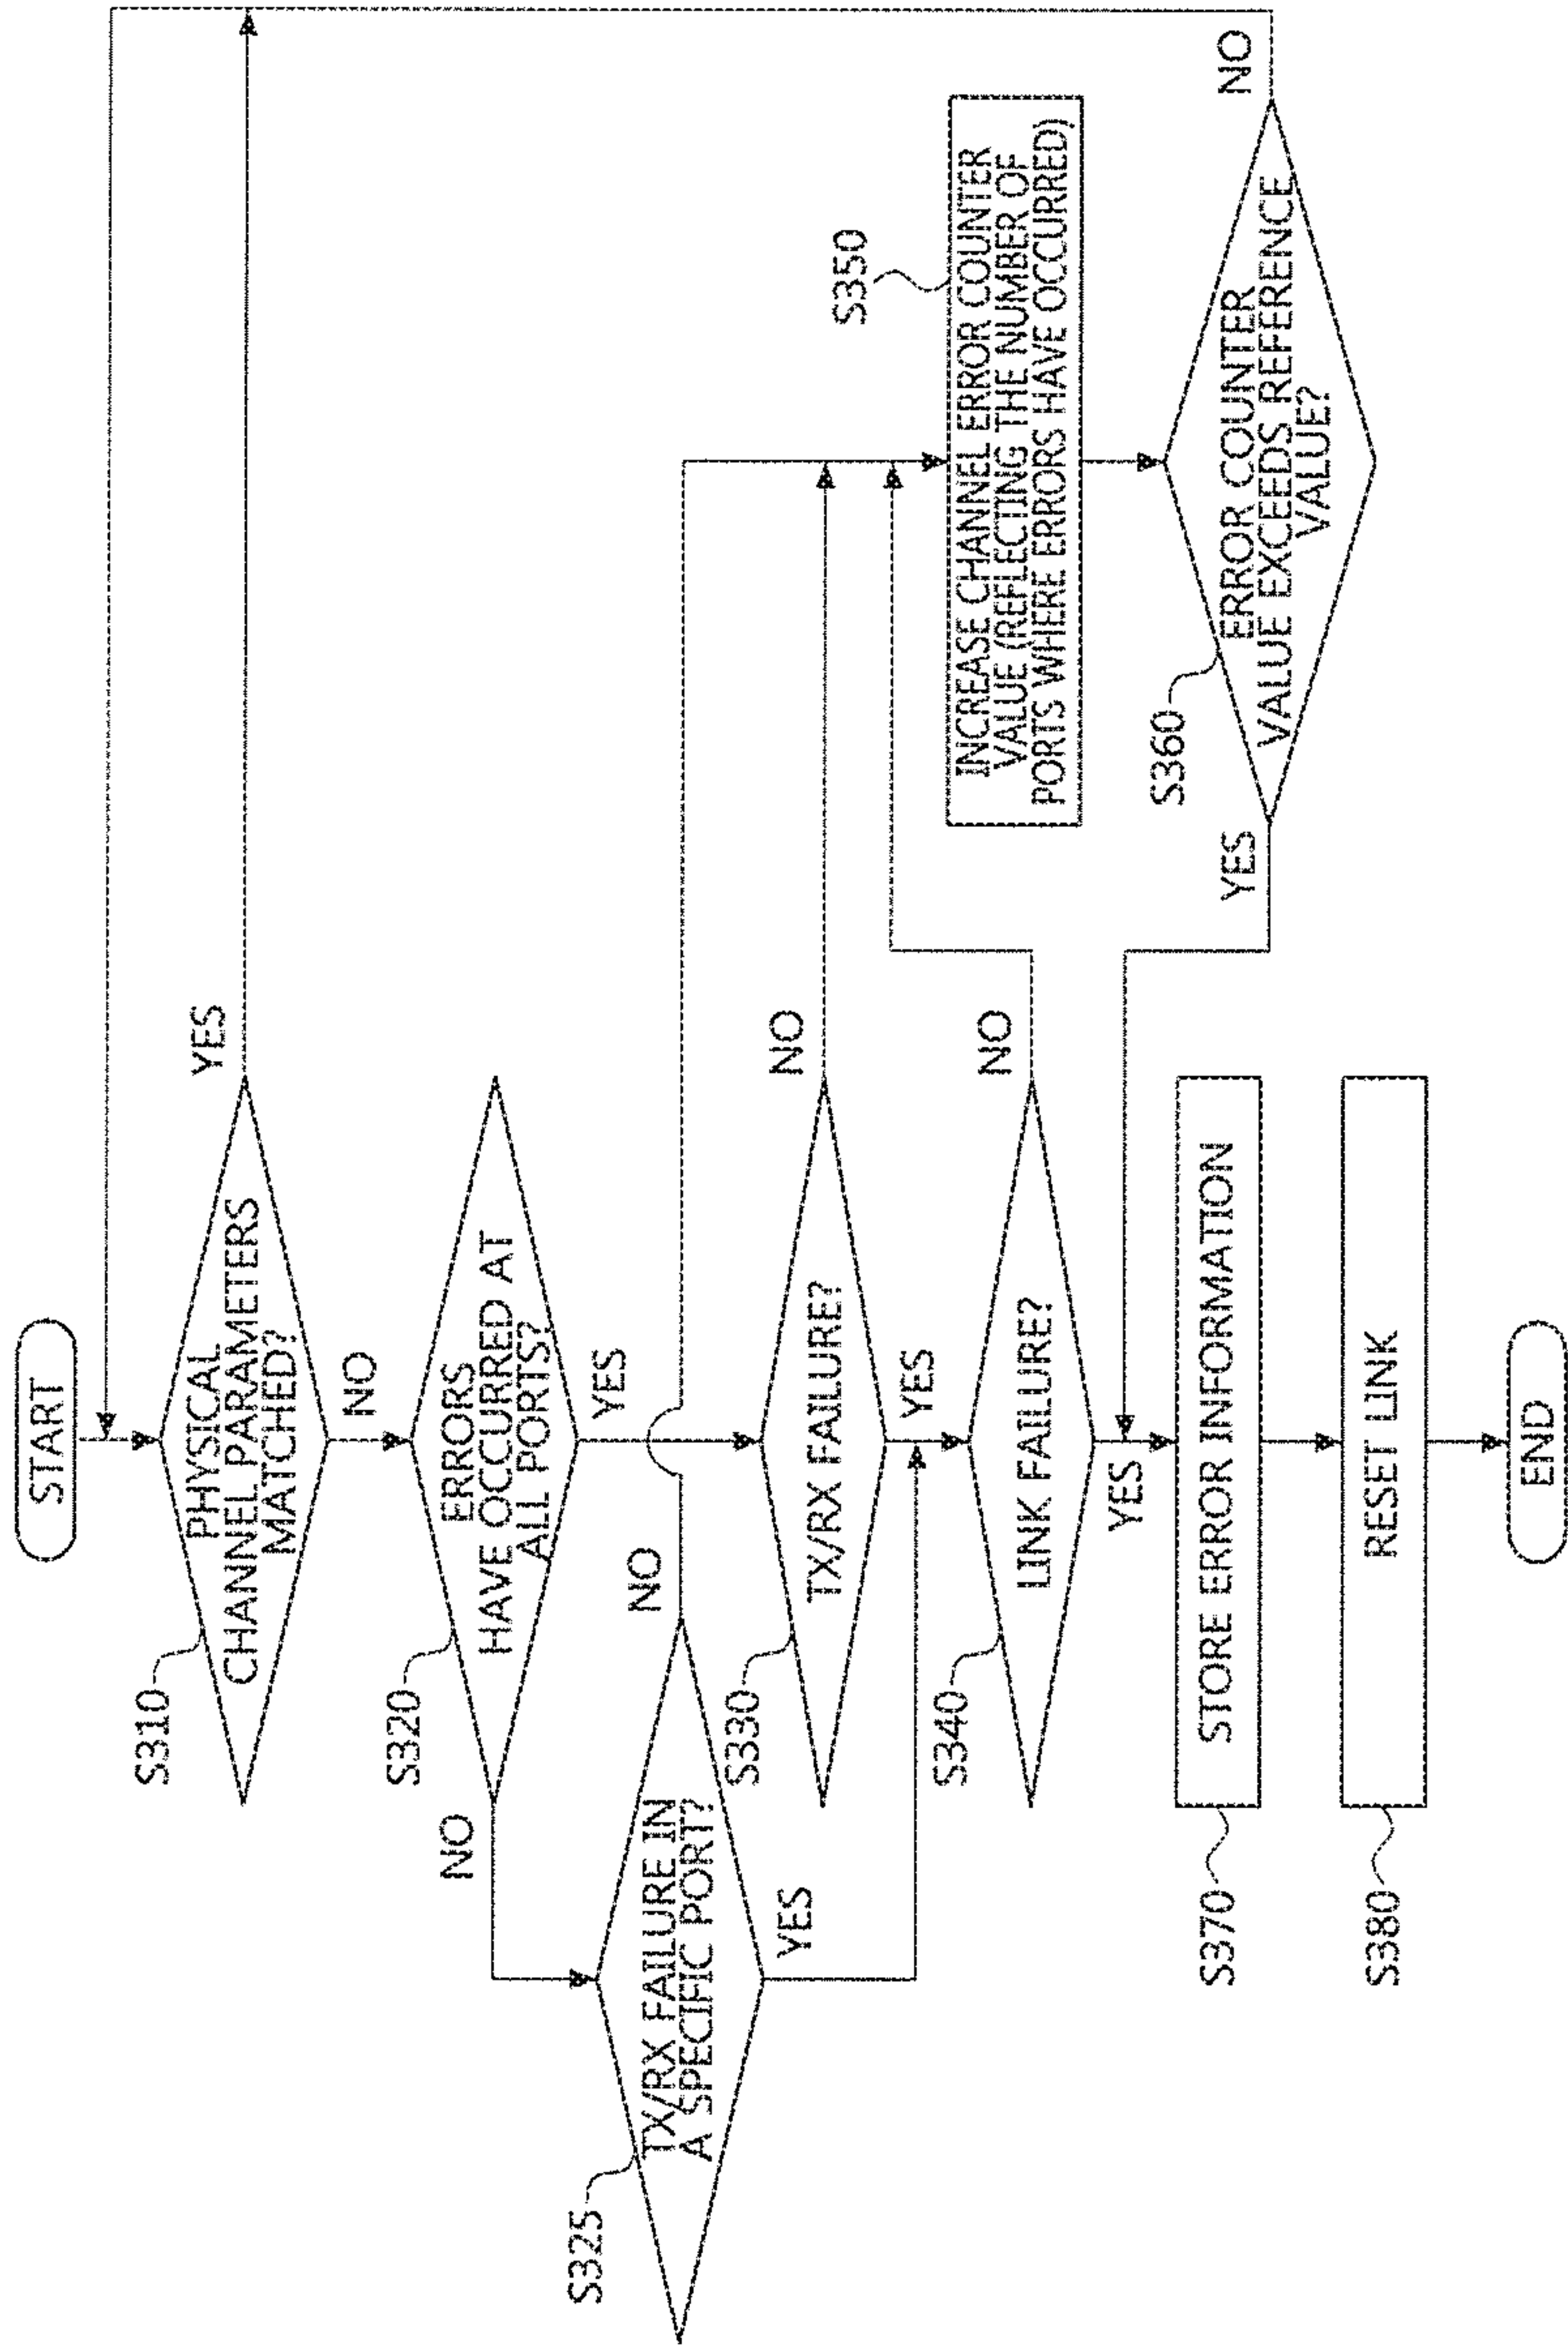 START
S310
PHYSICAL
CHANNEL PARAMETERS
MATCHED?
YES
NO
S320
ERRORS
HAVE OCCURRED AT
ALL PORTS?
NO
YES
S325
TX/RX FAILURE IN
A SPECIFIC PORT?
NO
YES
S330
TX/RX FAILURE?
NO
YES
S340
LINK FAILURE?
NO
YES
S350
INCREASE CHANNEL ERROR COUNTER
VALUE (REFLECTING THE NUMBER OF
PORTS WHERE ERRORS HAVE OCCURRED)
S360
ERROR COUNTER
VALUE EXCEEDS REFERENCE
VALUE?
YES
NO
S370
STORE ERROR INFORMATION
S380
RESET LINK
END